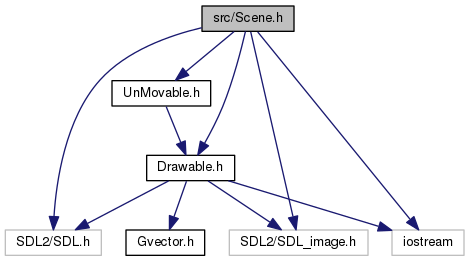 src/Scene.h
UnMovable.h
Drawable.h
SDL2/SDL.h
Gvector.h
SDL2/SDL_image.h
iostream